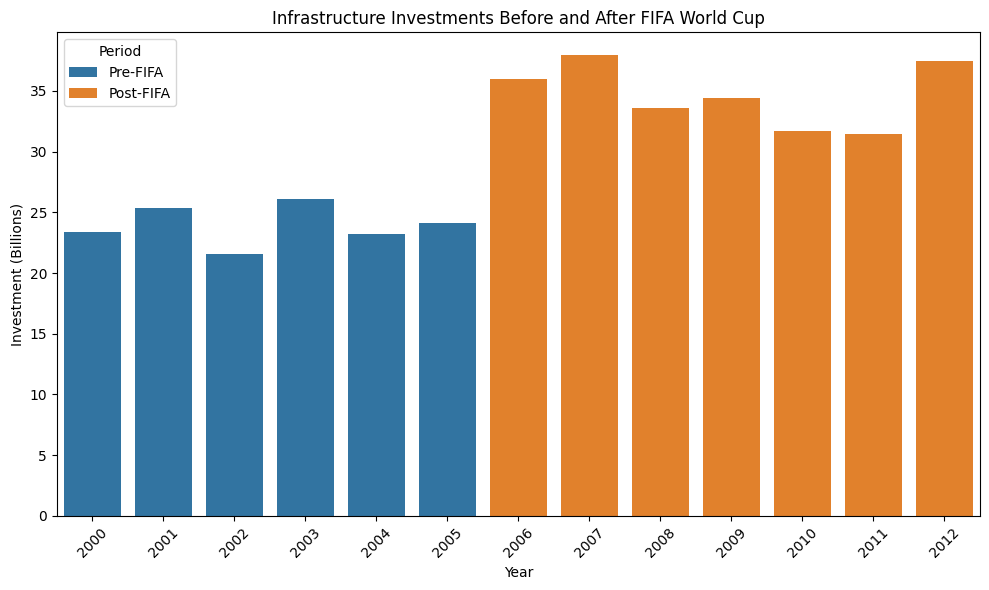 Infrastructure Investments Before and After FIFA World Cup
Period
Pre-FIFA
Post-FIFA
Investment (Billions)
35
30
25
20
15
10
5
0
2000 2001 2002 2003 2004 2005 2006 2007 2008 2009 2010 2011 2012
Year